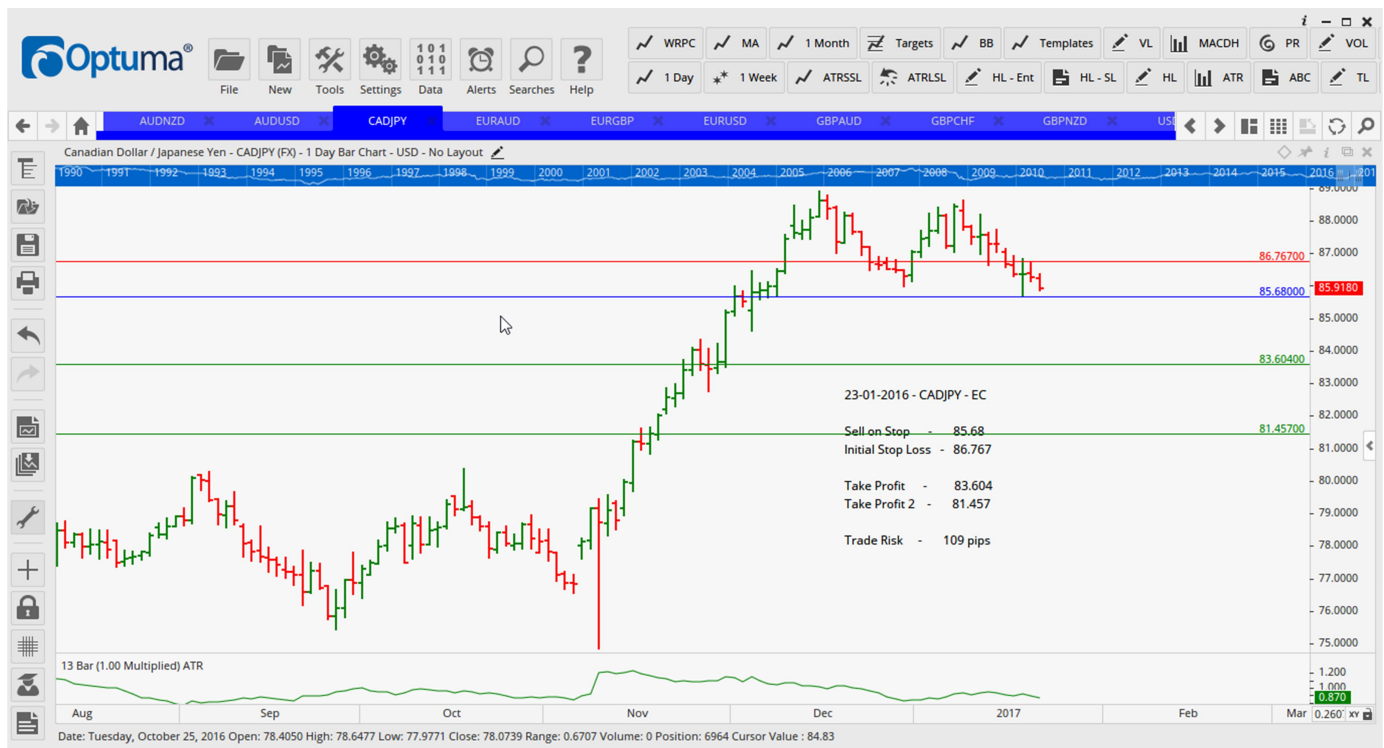 i
Optuma®
File New Tools Settings Data Alerts Searches Help
101
010
111
WRPC MA 1 Month Targets BB Templates VL MACDH PR VOL
1 Day 1 Week ATRSSL ATRLSL HL - Ent HL - SL HL ATR ABC TL
AUDNZD AUDUSD CADJPY EURAUD EURGBP EURUSD GBPAUD GBPCHF GBPNZD
Canadian Dollar / Japanese Yen - CADJPY (FX) - 1 Day Bar Chart - USD - No Layout
1990 1991 1992 1993 1994 1995 1996 1997 1998 1999 2000 2001 2002 2003 2004 2005 2006 2007 2008 2009 2010 2011 2012 2013 2014 2015 2016 201
89.0000
88.0000
87.0000
86.76700
85.9180
85.68000
85.0000
84.0000
83.60400
83.0000
82.0000
81.45700
81.0000
80.0000
79.0000
78.0000
77.0000
76.0000
75.0000
23-01-2016 - CADJPY - EC
Sell on Stop - 85.68
Initial Stop Loss - 86.767
Take Profit - 83.604
Take Profit 2 - 81.457
Trade Risk - 109 pips
13 Bar (1.00 Multiplied) ATR
1.200
1.000
0.870
Aug Sep Oct Nov Dec 2017 Feb Mar 0.260 XY
Date: Tuesday, October 25, 2016 Open: 78.4050 High: 78.6477 Low: 77.9771 Close: 78.0739 Range: 0.6707 Volume: 0 Position: 6964 Cursor Value : 84.83